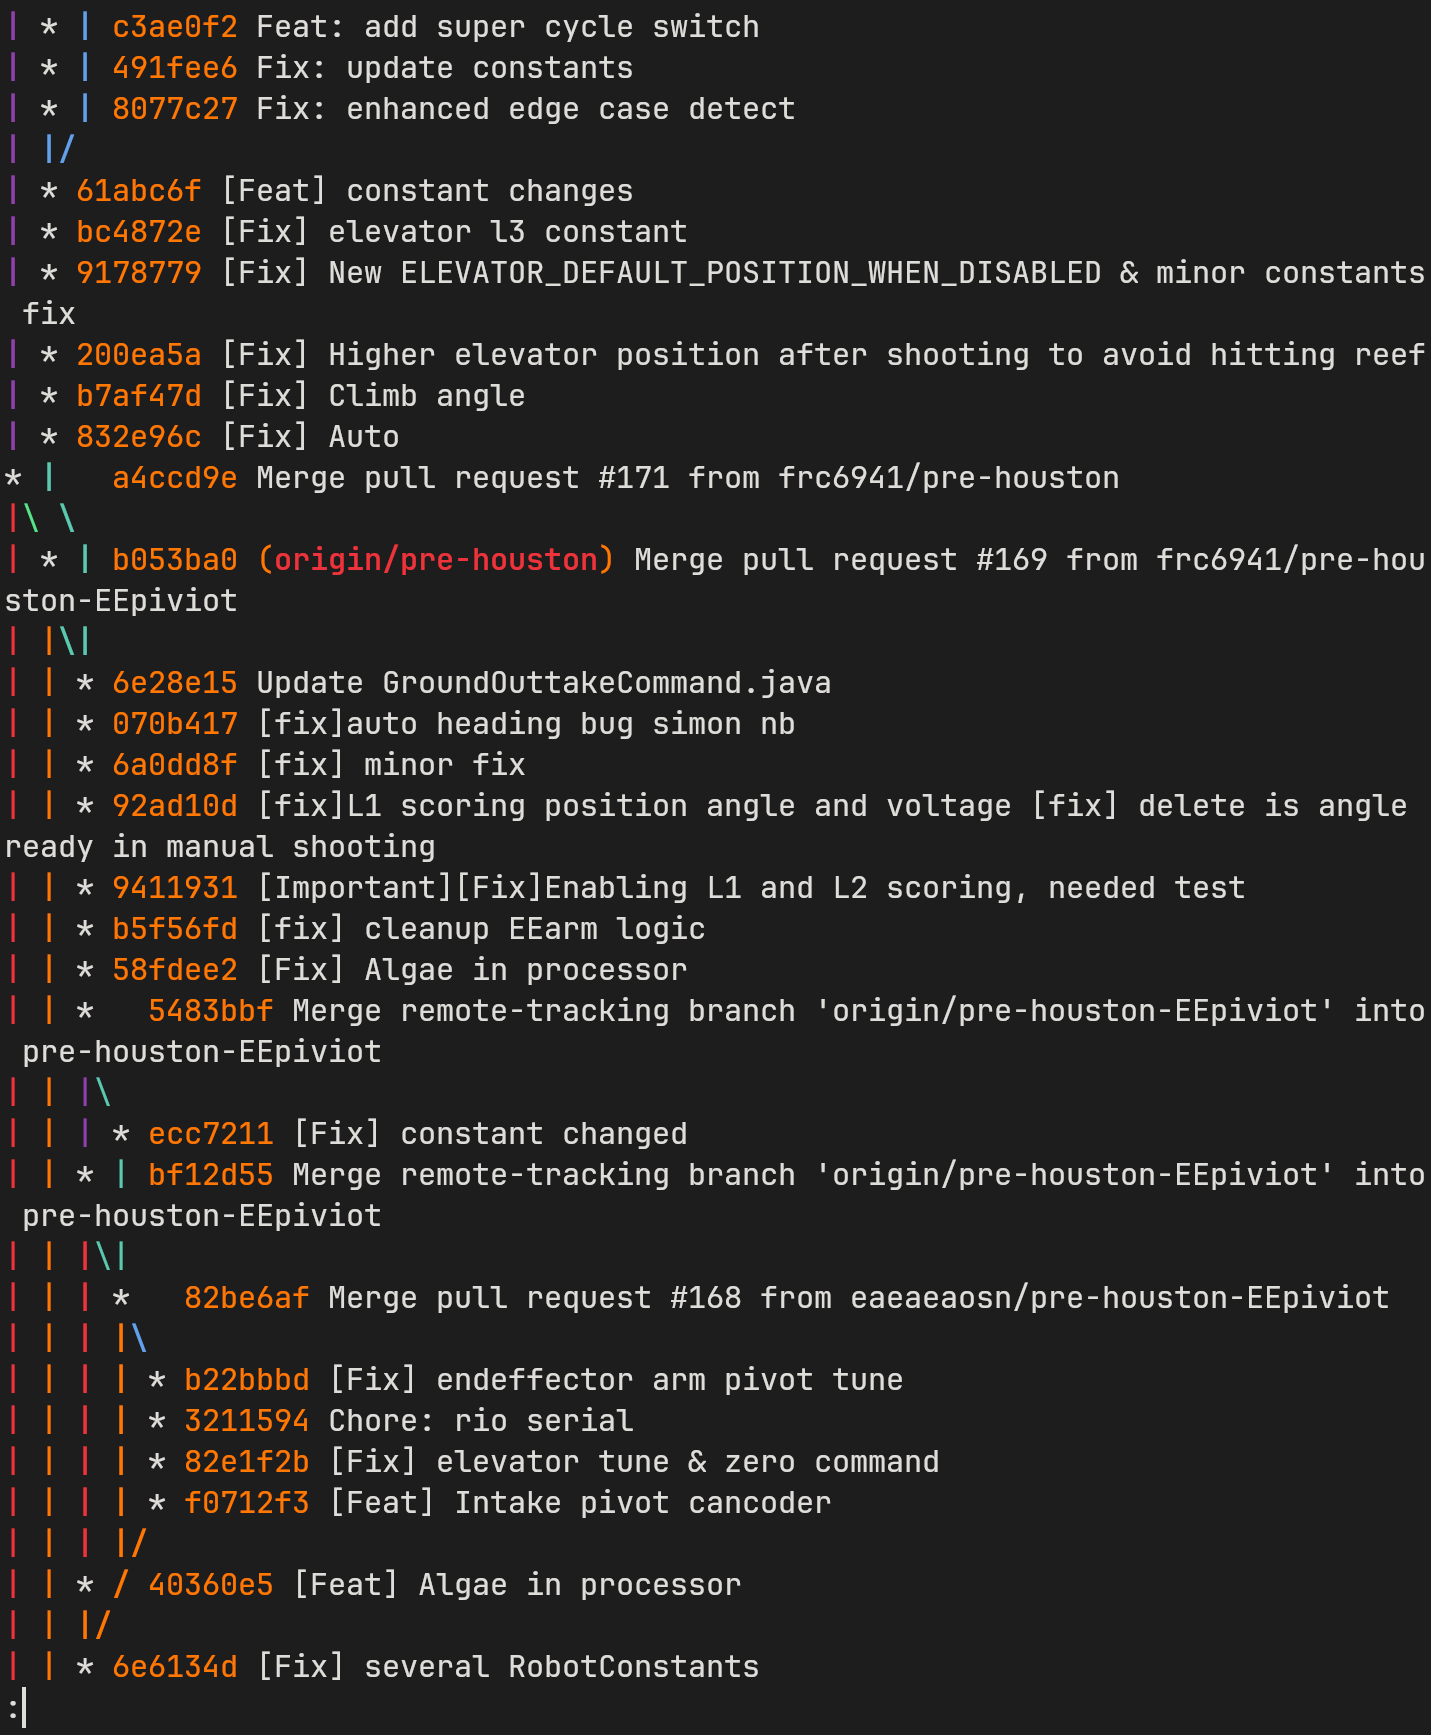 | * | c3ae0f2 Feat: add super cycle switch
| * | 491fee6 Fix: update constants
| * | 8077c27 Fix: enhanced edge case detect
| |/
| * 61abc6f [Feat] constant changes
| * bc4872e [Fix] elevator l3 constant
| * 9178779 [Fix] New ELEVATOR_DEFAULT_POSITION_WHEN_DISABLED & minor constants
 fix
| * 200ea5a [Fix] Higher elevator position after shooting to avoid hitting reef
| * b7af47d [Fix] Climb angle
| * 832e96c [Fix] Auto
* |   a4ccd9e Merge pull request #171 from frc6941/pre-houston
|\ \
| * | b053ba0 (origin/pre-houston) Merge pull request #169 from frc6941/pre-hou
ston-EEpiviot
| |\|
| | * 6e28e15 Update GroundOuttakeCommand.java
| | * 070b417 [fix]auto heading bug simon nb
| | * 6a0dd8f [fix] minor fix
| | * 92ad10d [fix]L1 scoring position angle and voltage [fix] delete is angle
ready in manual shooting
| | * 9411931 [Important][Fix]Enabling L1 and L2 scoring, needed test
| | * b5f56fd [fix] cleanup EEarm logic
| | * 58fdee2 [Fix] Algae in processor
| | *   5483bbf Merge remote-tracking branch 'origin/pre-houston-EEpiviot' into
 pre-houston-EEpiviot
| | |\
| | | * ecc7211 [Fix] constant changed
| | * | bf12d55 Merge remote-tracking branch 'origin/pre-houston-EEpiviot' into
 pre-houston-EEpiviot
| | |\|
| | | *   82be6af Merge pull request #168 from eaeaeaosn/pre-houston-EEpiviot
| | | |\
| | | | * b22bbbd [Fix] endeffector arm pivot tune
| | | | * 3211594 Chore: rio serial
| | | | * 82e1f2b [Fix] elevator tune & zero command
| | | | * f0712f3 [Feat] Intake pivot cancoder
| | | |/
| | * / 40360e5 [Feat] Algae in processor
| | |/
| | * 6e6134d [Fix] several RobotConstants
: